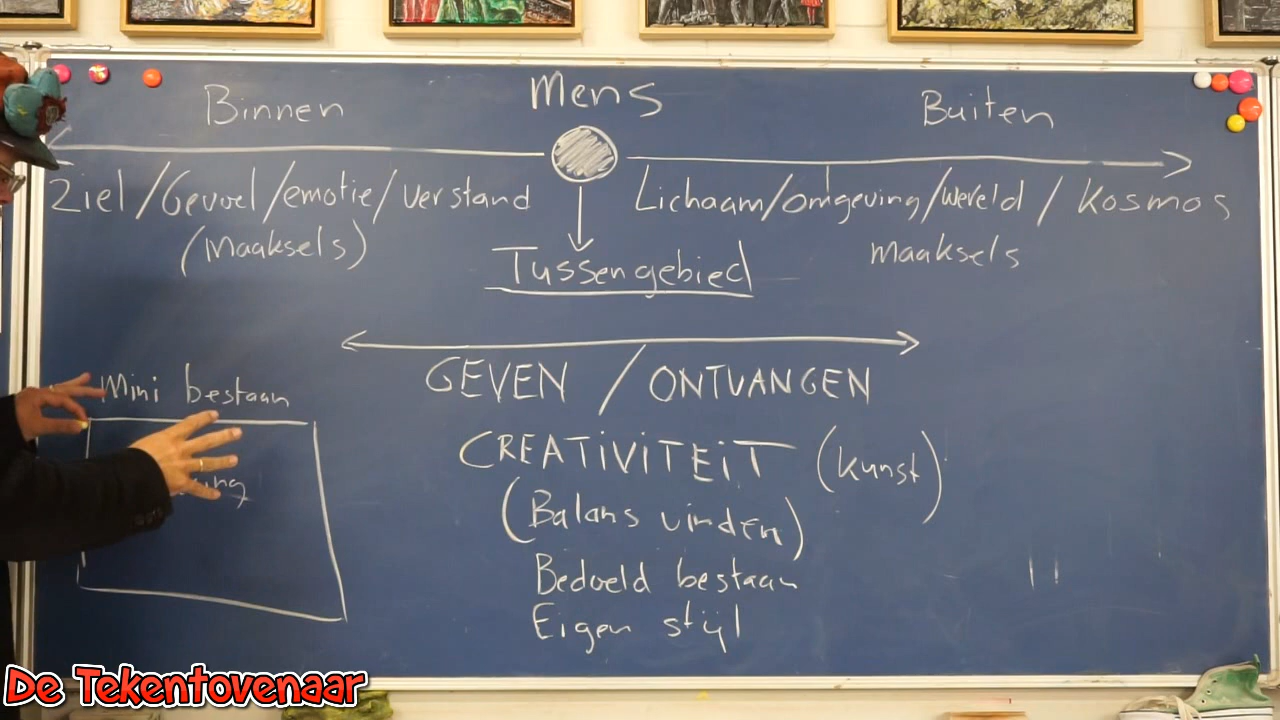 Mens
Binnen
Buiten
Ziel/Gevoel/emotie/verstand
(Maaksels)
Lichaam/omgeving/wereld / Kosmos
maaksels
Tussengebied
GEVEN / ONTVANGEN
CREATIViTEiT (kunst)
(Balans vinden)
Bedoeld bestaan
Eigen stijl
Mini bestaan
De Tekentovenaar